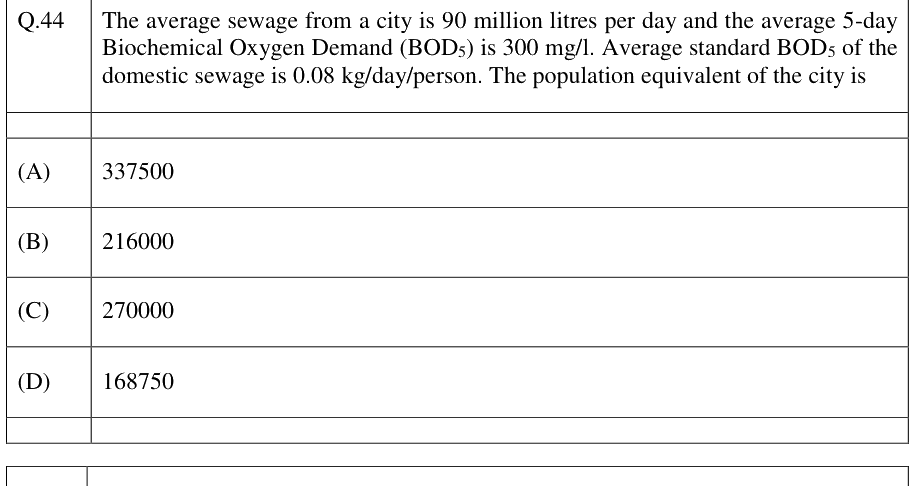 Q.44 The average sewage from a city is 90 million litres per day and the average 5-day
Biochemical Oxygen Demand (BOD₅) is 300 mg/l. Average standard BOD₅ of the
domestic sewage is 0.08 kg/day/person. The population equivalent of the city is
(A) 337500
(B) 216000
(C) 270000
(D) 168750